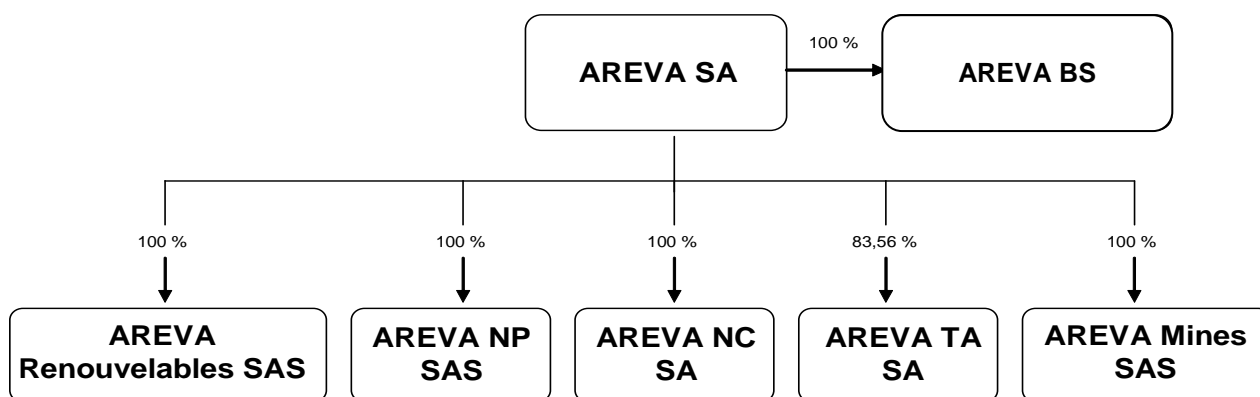 AREVA SA
100 %
AREVA BS
100 %
100 %
100 %
83,56 %
100 %
AREVA
Renouvelables SAS
AREVA NP
SAS
AREVA NC
SA
AREVA TA
SA
AREVA Mines
SAS